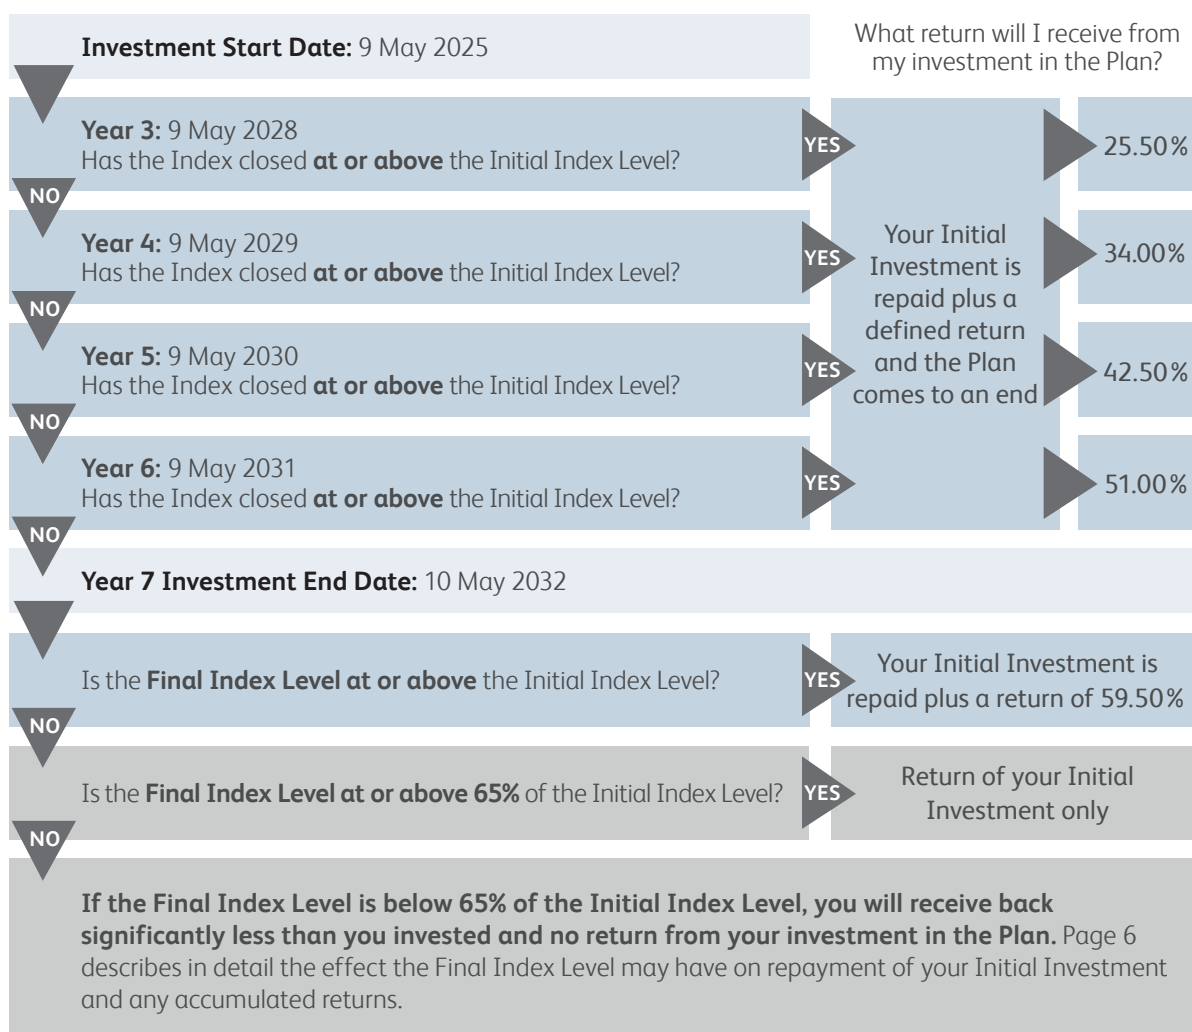 Investment Start Date: 9 May 2025
What return will I receive from
my investment in the Plan?
Year 3: 9 May 2028
Has the Index closed at or above the Initial Index Level?
YES
25.50%
NO
Year 4: 9 May 2029
Has the Index closed at or above the Initial Index Level?
YES
34.00%
NO
Year 5: 9 May 2030
Has the Index closed at or above the Initial Index Level?
YES
42.50%
NO
Year 6: 9 May 2031
Has the Index closed at or above the Initial Index Level?
YES
51.00%
Your Initial
Investment is
repaid plus a
defined return
and the Plan
comes to an end
NO
Year 7 Investment End Date: 10 May 2032
Is the Final Index Level at or above the Initial Index Level?
YES
Your Initial Investment is
repaid plus a return of 59.50%
NO
Is the Final Index Level at or above 65% of the Initial Index Level?
YES
Return of your Initial
Investment only
NO
If the Final Index Level is below 65% of the Initial Index Level, you will receive back
significantly less than you invested and no return from your investment in the Plan. Page 6
describes in detail the effect the Final Index Level may have on repayment of your Initial Investment
and any accumulated returns.